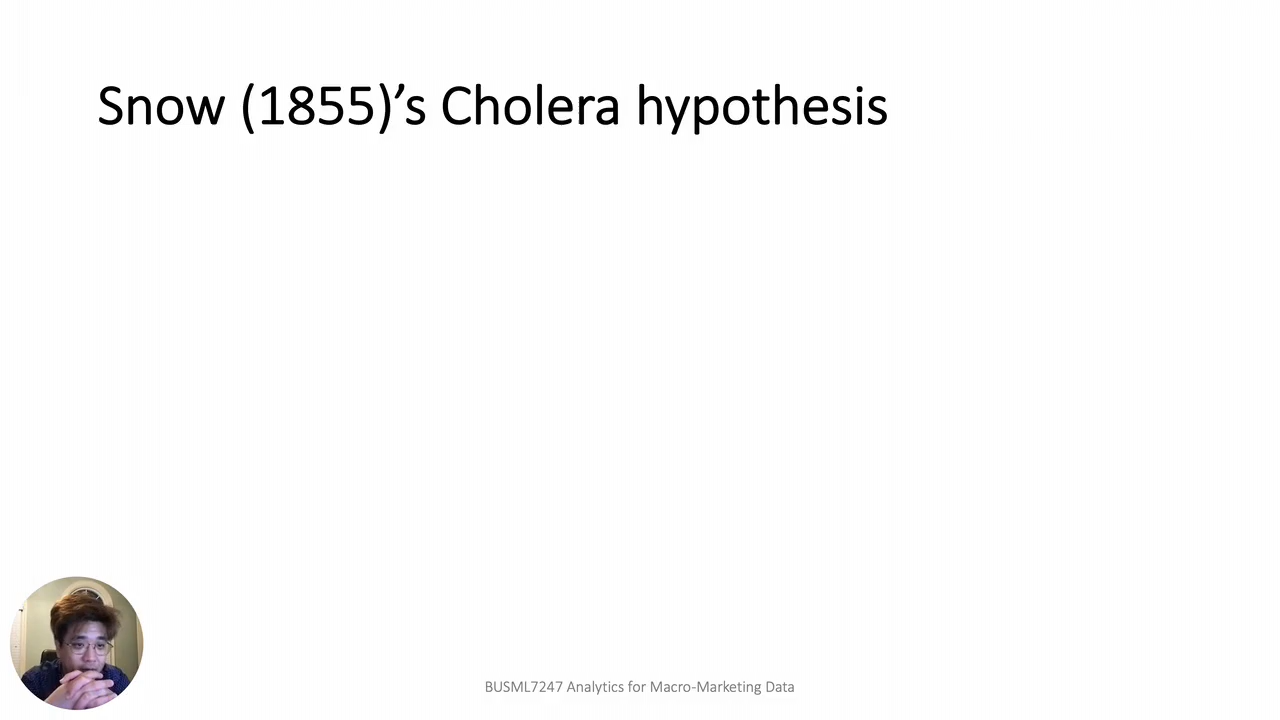 Snow (1855)’s Cholera hypothesis
BUSML7247 Analytics for Macro-Marketing Data